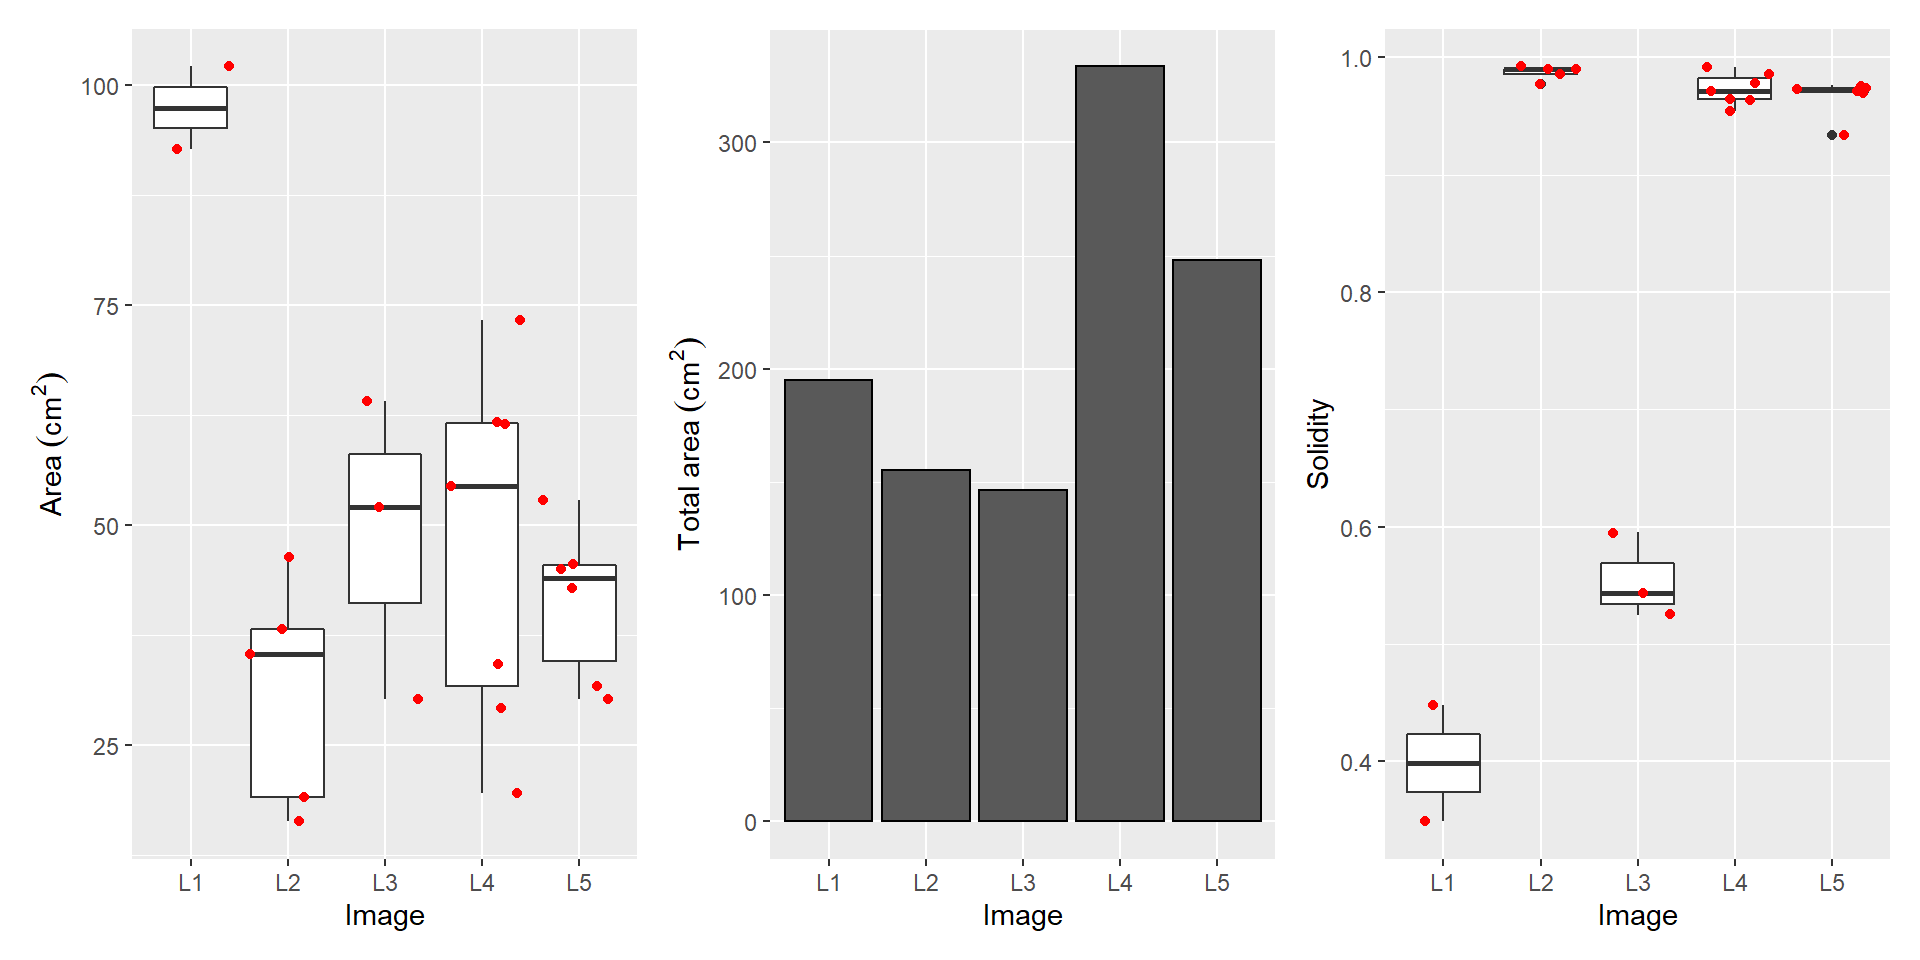 Area (cm²)
100
75
50
25
L1 L2 L3 L4 L5
Image
Total area (cm²)
300
200
100
0
L1 L2 L3 L4 L5
Image
Solidity
1.0
0.8
0.6
0.4
L1 L2 L3 L4 L5
Image